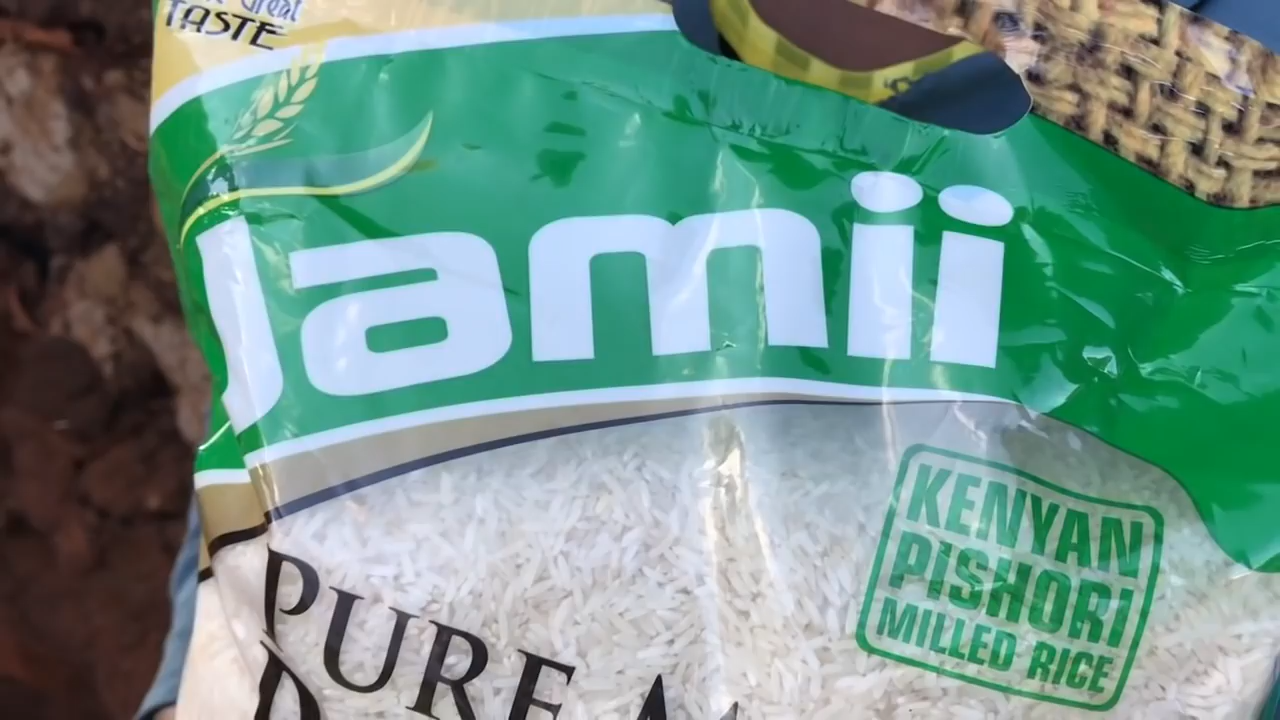 Great
TASTE
Jamii
KENYAN
PISHORI
MILLED RICE
PURE